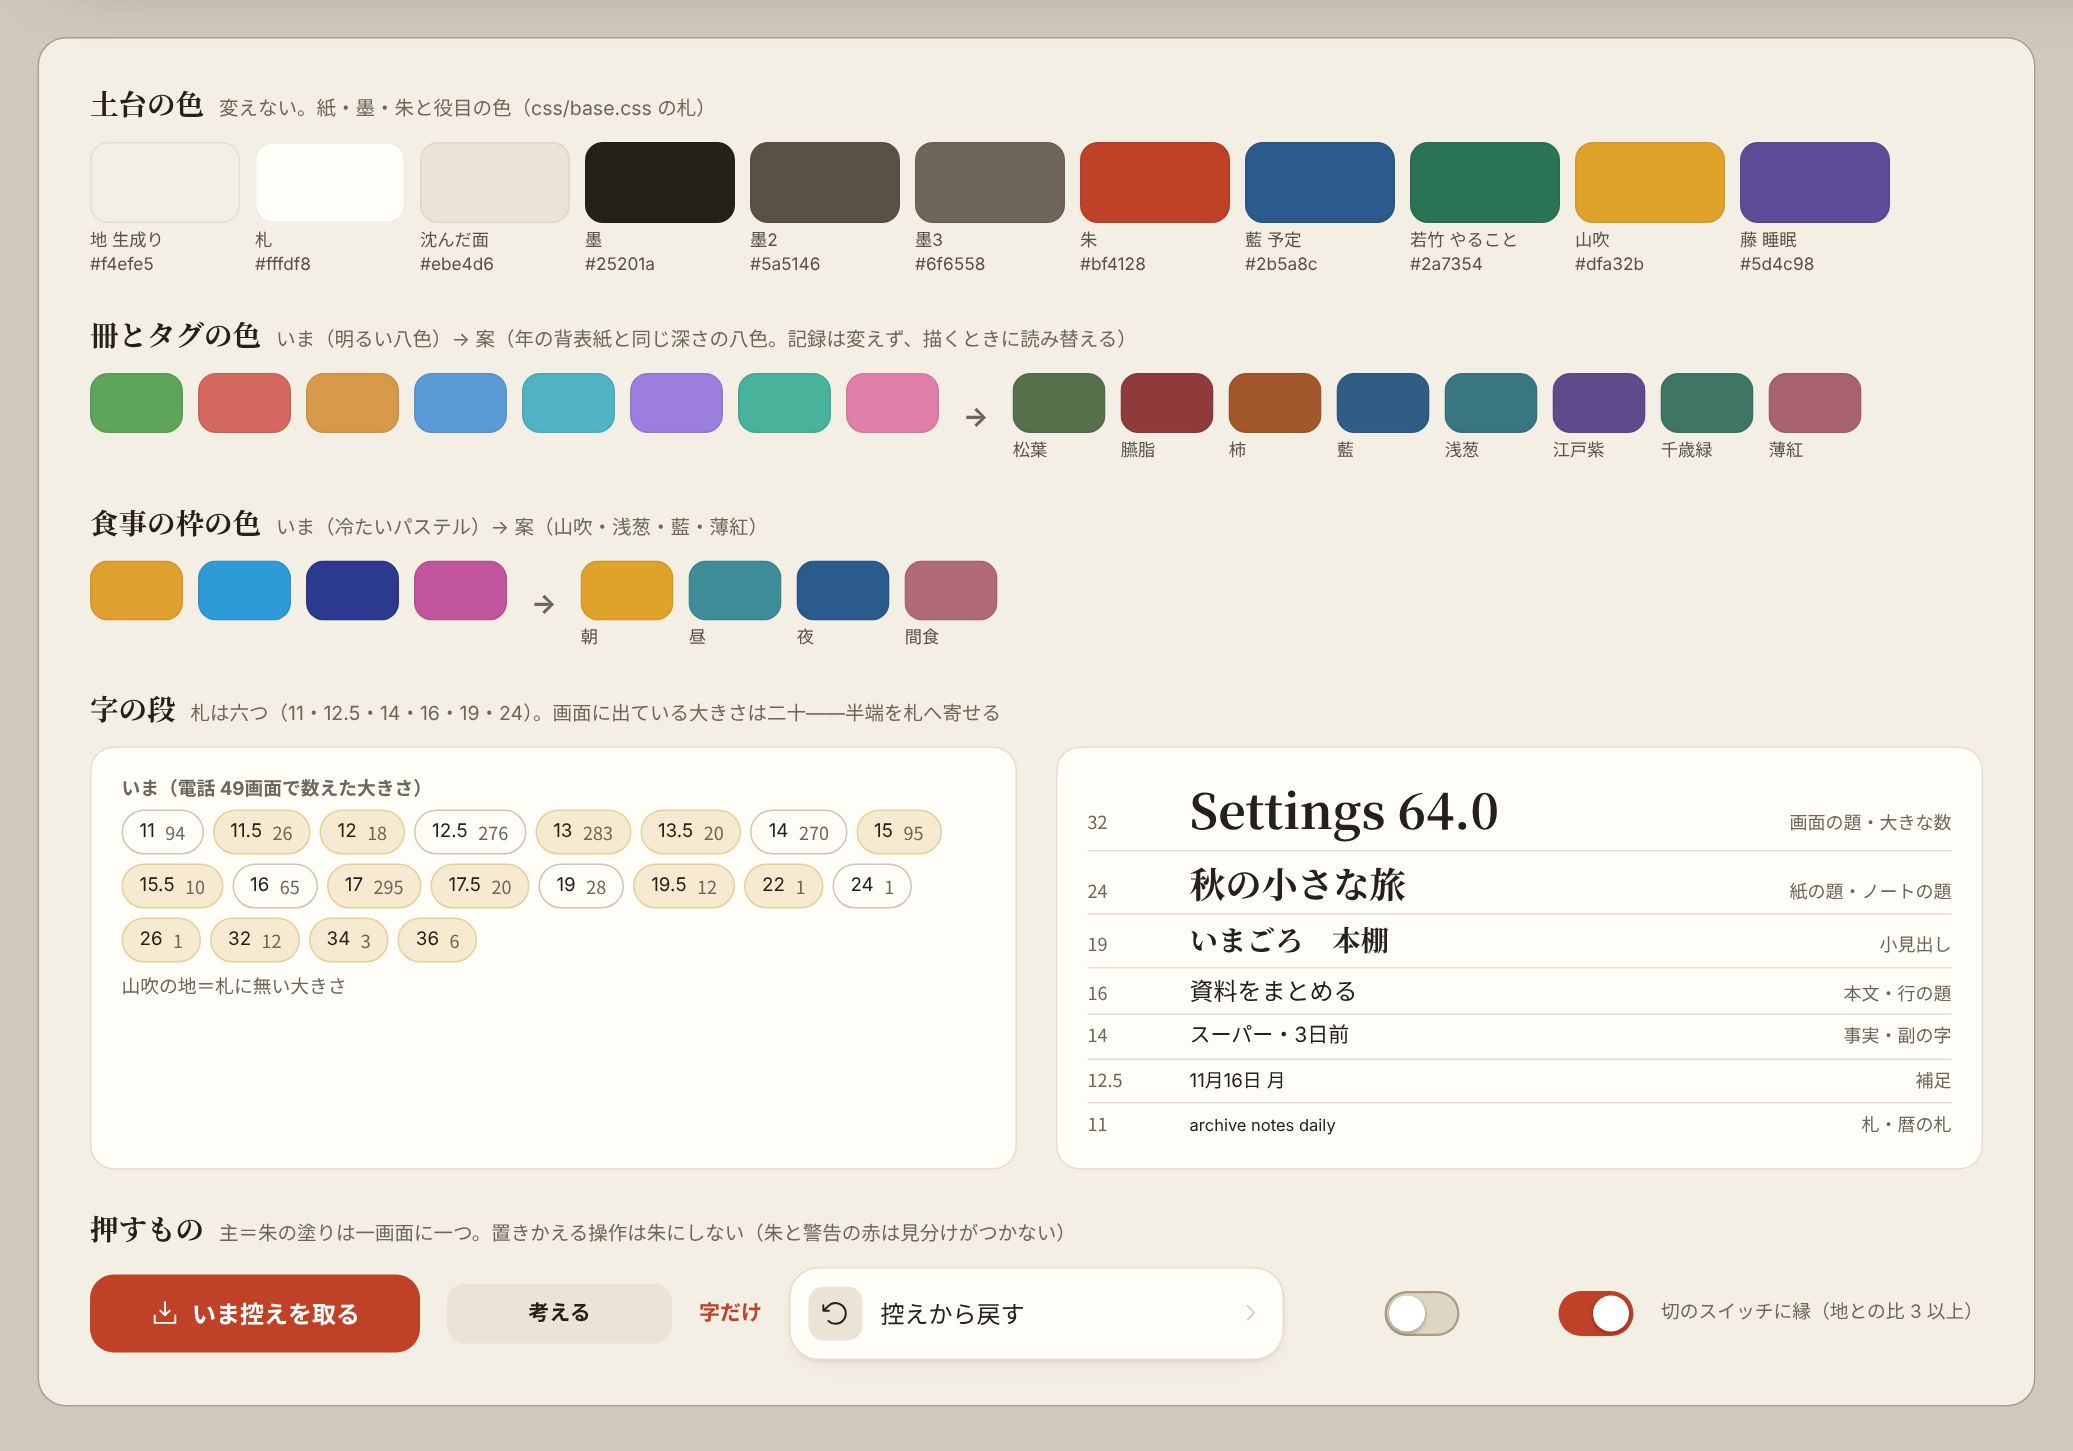 土台の色 変えない。紙・墨・朱と役目の色（css/base.css の札）
地 生成り 札 沈んだ面 墨 墨2 墨3 朱 藍 予定 若竹 やること 山吹 藤 睡眠
#f4efe5 #fffdf8 #ebe4d6 #25201a #5a5146 #6f6558 #bf4128 #2b5a8c #2a7354 #dfa32b #5d4c98
冊とタグの色 いま（明るい八色）→ 案（年の背表紙と同じ深さの八色。記録は変えず、描くときに読み替える）
→
松葉 臙脂 柿 藍 浅葱 江戸紫 千歳緑 薄紅
食事の枠の色 いま（冷たいパステル）→ 案（山吹・浅葱・藍・薄紅）
→
朝 昼 夜 間食
字の段 札は六つ（11・12.5・14・16・19・24）。画面に出ている大きさは二十——半端を札へ寄せる
いま（電話 49画面で数えた大きさ）
11 94 11.5 26 12 18 12.5 276 13 283 13.5 20 14 270 15 95
15.5 10 16 65 17 295 17.5 20 19 28 19.5 12 22 1 24 1
26 1 32 12 34 3 36 6
山吹の地＝札に無い大きさ
32 Settings 64.0 画面の題・大きな数
24 秋の小さな旅 紙の題・ノートの題
19 いまごろ　本棚 小見出し
16 資料をまとめる 本文・行の題
14 スーパー・3日前 事実・副の字
12.5 11月16日 月 補足
11 archive notes daily 札・暦の札
押すもの 主＝朱の塗りは一画面に一つ。置きかえる操作は朱にしない（朱と警告の赤は見分けがつかない）
いま控えを取る 考える 字だけ 控えから戻す 切のスイッチに縁（地との比 3 以上）